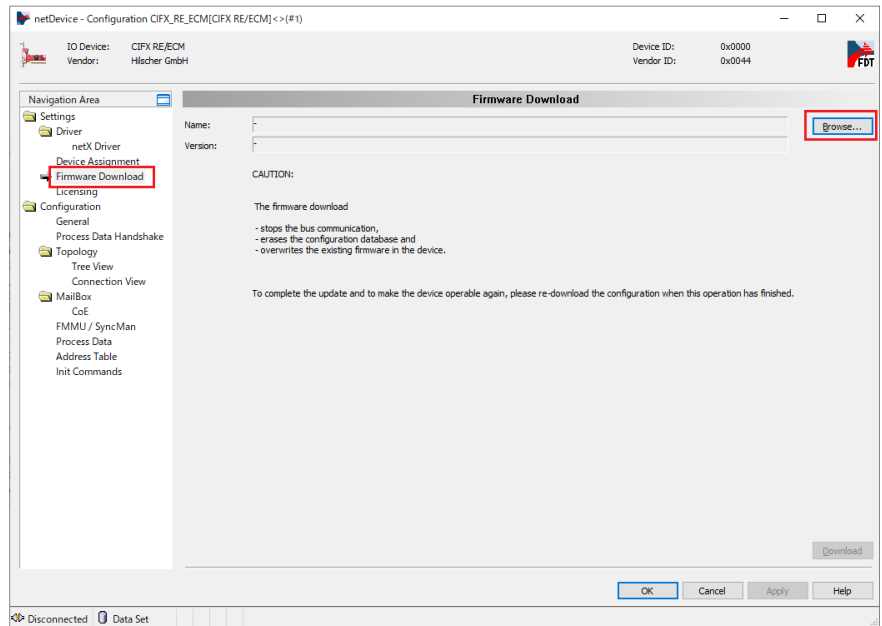 netDevice - Configuration CIFX_RE_ECM[CIFX RE/ECM]<>(#1)
IO Device: CIFX RE/ECM Device ID: 0x0000
Vendor: Hilscher GmbH Vendor ID: 0x0044
FDT
Navigation Area
Firmware Download
Settings
Driver
netX Driver
Device Assignment
Firmware Download
Licensing
Configuration
General
Process Data Handshake
Topology
Tree View
Connection View
MailBox
CoE
FMMU / SyncMan
Process Data
Address Table
Init Commands
Name: - Browse...
Version: -
CAUTION:
The firmware download
- stops the bus communication,
- erases the configuration database and
- overwrites the existing firmware in the device.
To complete the update and to make the device operable again, please re-download the configuration when this operation has finished.
Download
OK Cancel Apply Help
Disconnected Data Set